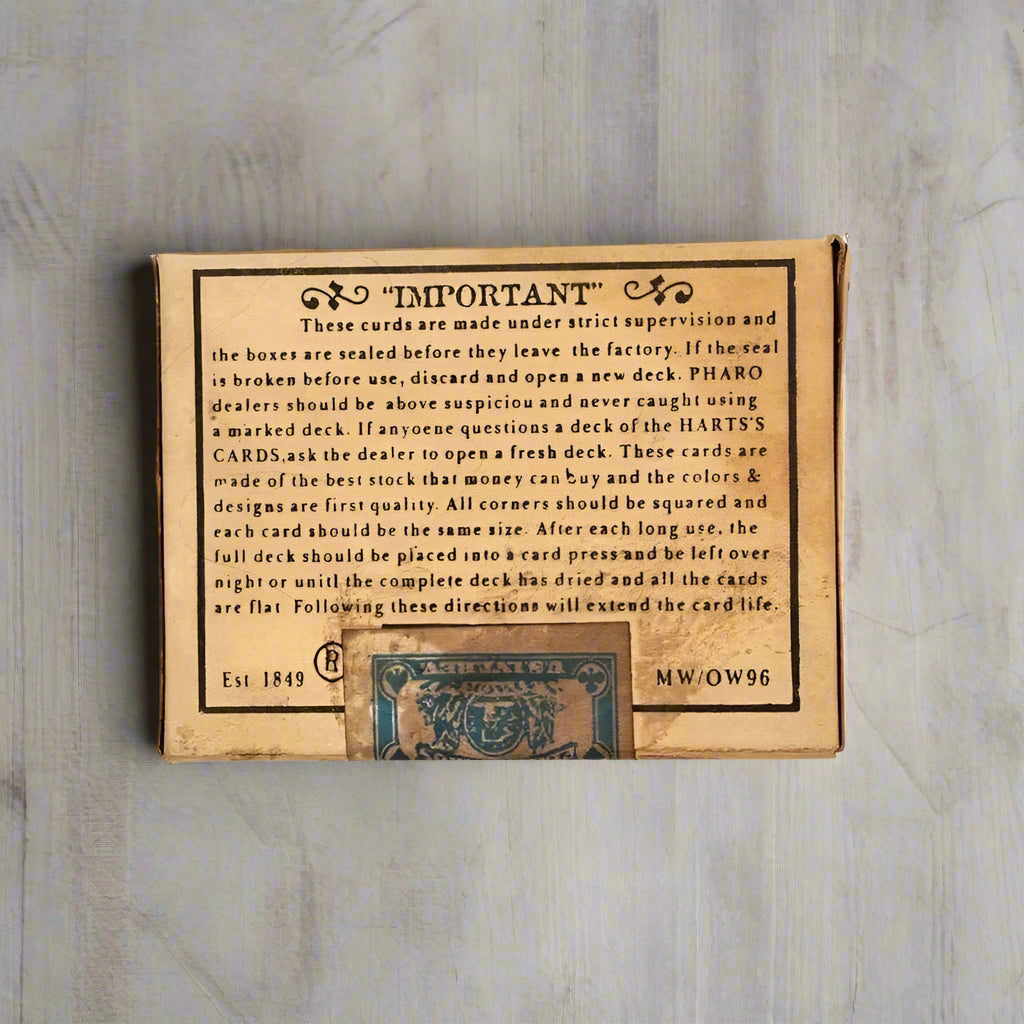 "IMPORTANT"
These curds are made under strict supervision and
the boxes are sealed before they leave the factory. If the seal
is broken before use, discard and open a new deck. PHARO
dealers should be above suspiciou and never caught using
a marked deck. If anyoene questions a deck of the HARTS'S
CARDS,ask the dealer to open a fresh deck. These cards are
made of the best stock that money can buy and the colors &
designs are first quality. All corners should be squared and
each card should be the same size. After each long use, the
full deck should be placed into a card press and be left over
night or unitl the complete deck has dried and all the cards
are flat Following these directions will extend the card life.
Est 1849 ® MW/OW96